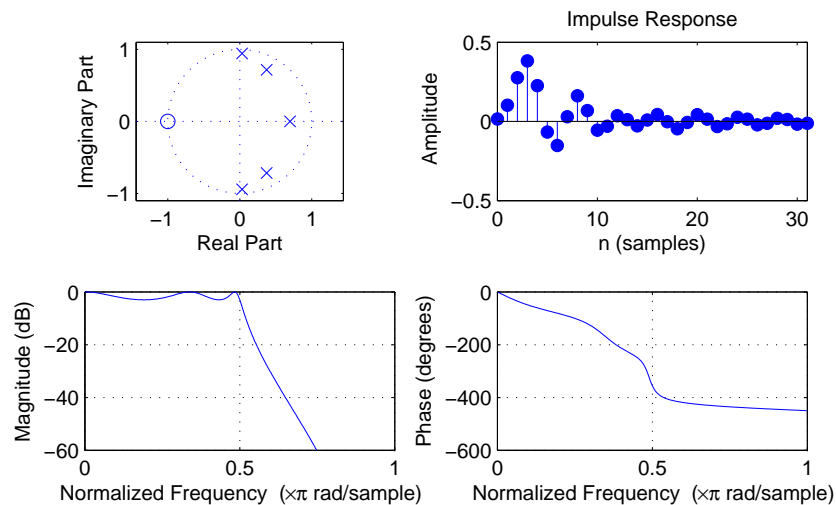 Imaginary Part
1
0
−1
−1 0 1
Real Part
Impulse Response
Amplitude
0.5
0
−0.5
0 10 20 30
n (samples)
Magnitude (dB)
0
−20
−40
−60
0 0.5 1
Normalized Frequency (×π rad/sample)
Phase (degrees)
0
−200
−400
−600
0 0.5 1
Normalized Frequency (×π rad/sample)